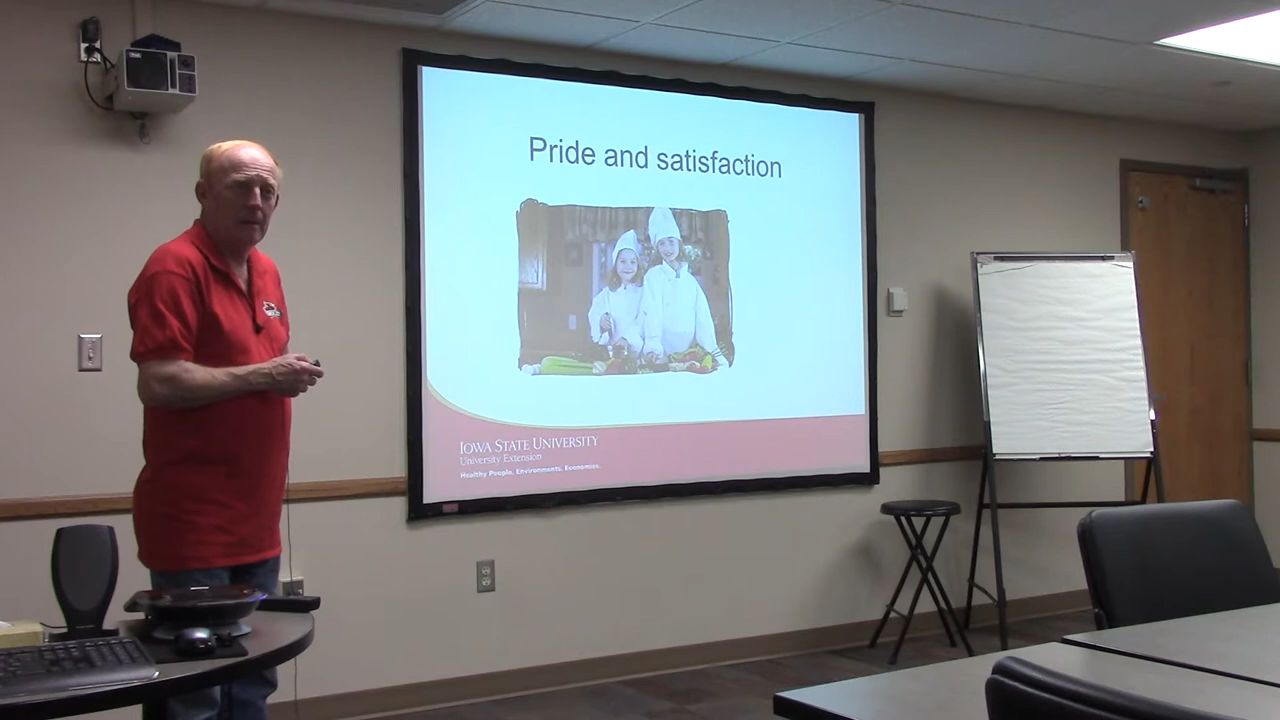 Pride and satisfaction
IOWA STATE UNIVERSITY
University Extension
Healthy People. Environments. Economies.